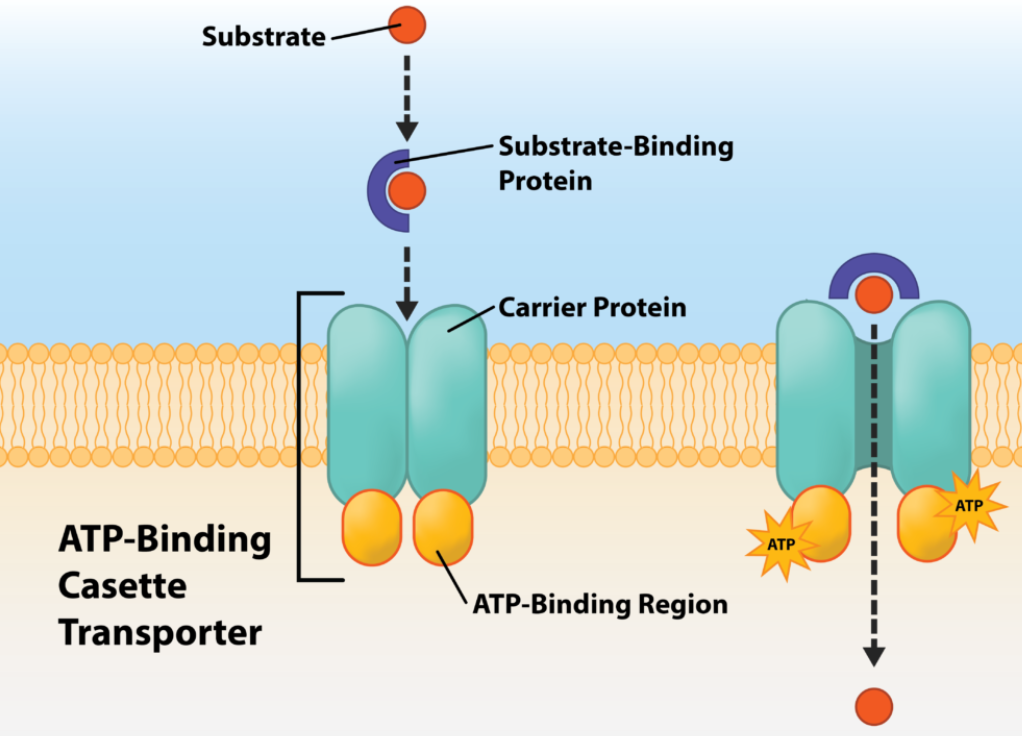 Substrate
Substrate-Binding
Protein
Carrier Protein
ATP-Binding
Casette
Transporter
ATP-Binding Region
ATP
ATP